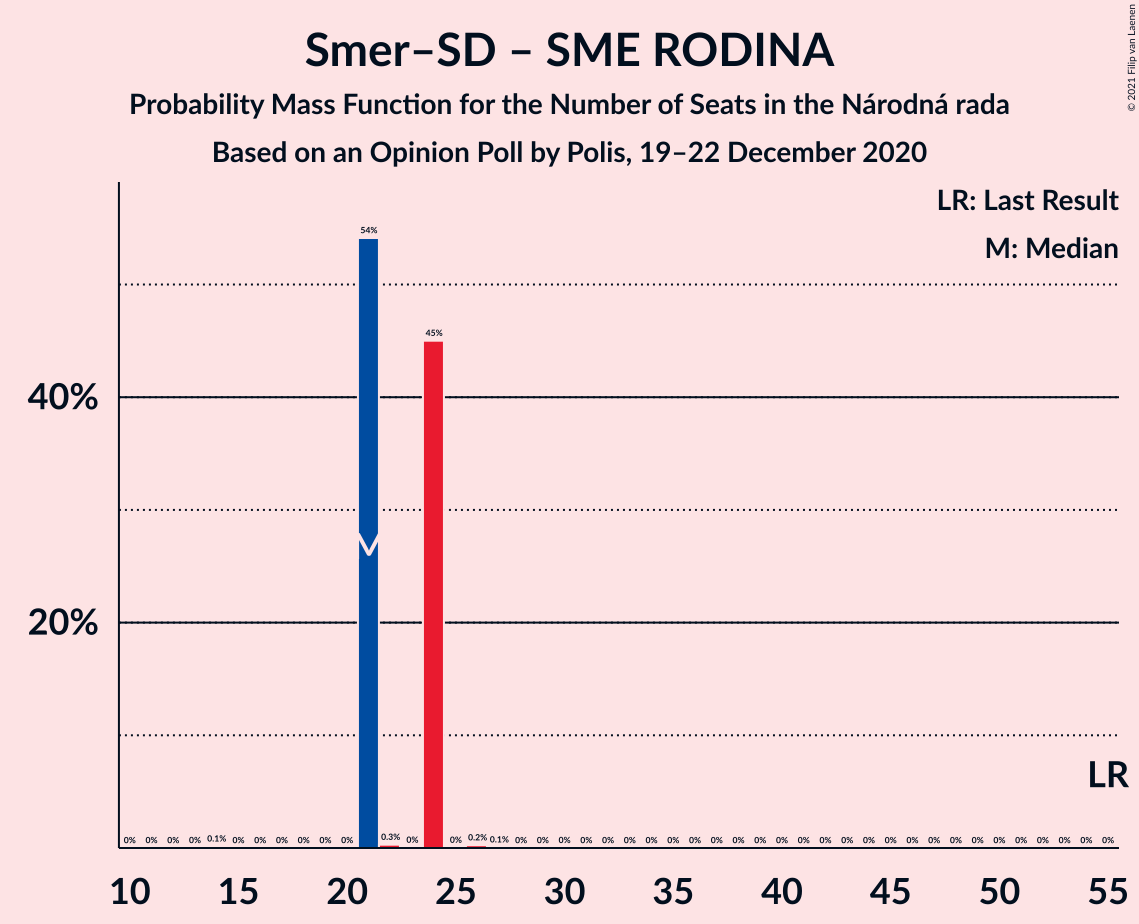 Smer–SD – SME RODINA
Probability Mass Function for the Number of Seats in the Národná rada
Based on an Opinion Poll by Polis, 19–22 December 2020
© 2021 Filip van Laenen
LR: Last Result
M: Median
54%
45%
40%
20%
LR
0% 0% 0% 0% 0.1% 0% 0% 0% 0% 0% 0% 0.3% 0% 0% 0.2% 0.1% 0% 0% 0% 0% 0% 0% 0% 0% 0% 0% 0% 0% 0% 0% 0% 0% 0% 0% 0% 0% 0% 0% 0% 0% 0% 0% 0% 0%
10 15 20 25 30 35 40 45 50 55